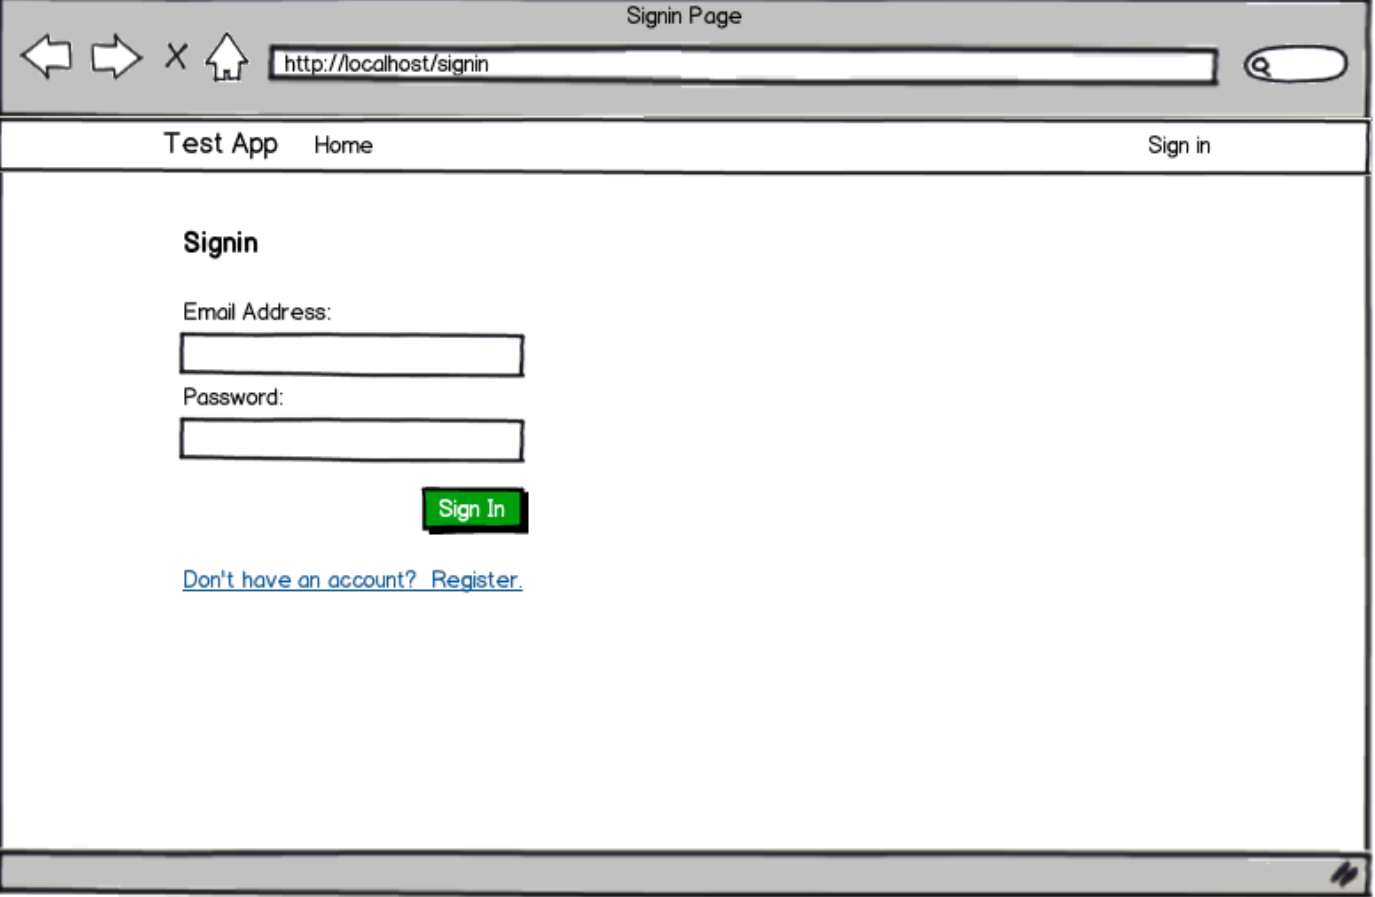 Signin Page
http://localhost/signin
Test App Home Sign in
Signin
Email Address:
Password:
Sign In
Don't have an account?  Register.